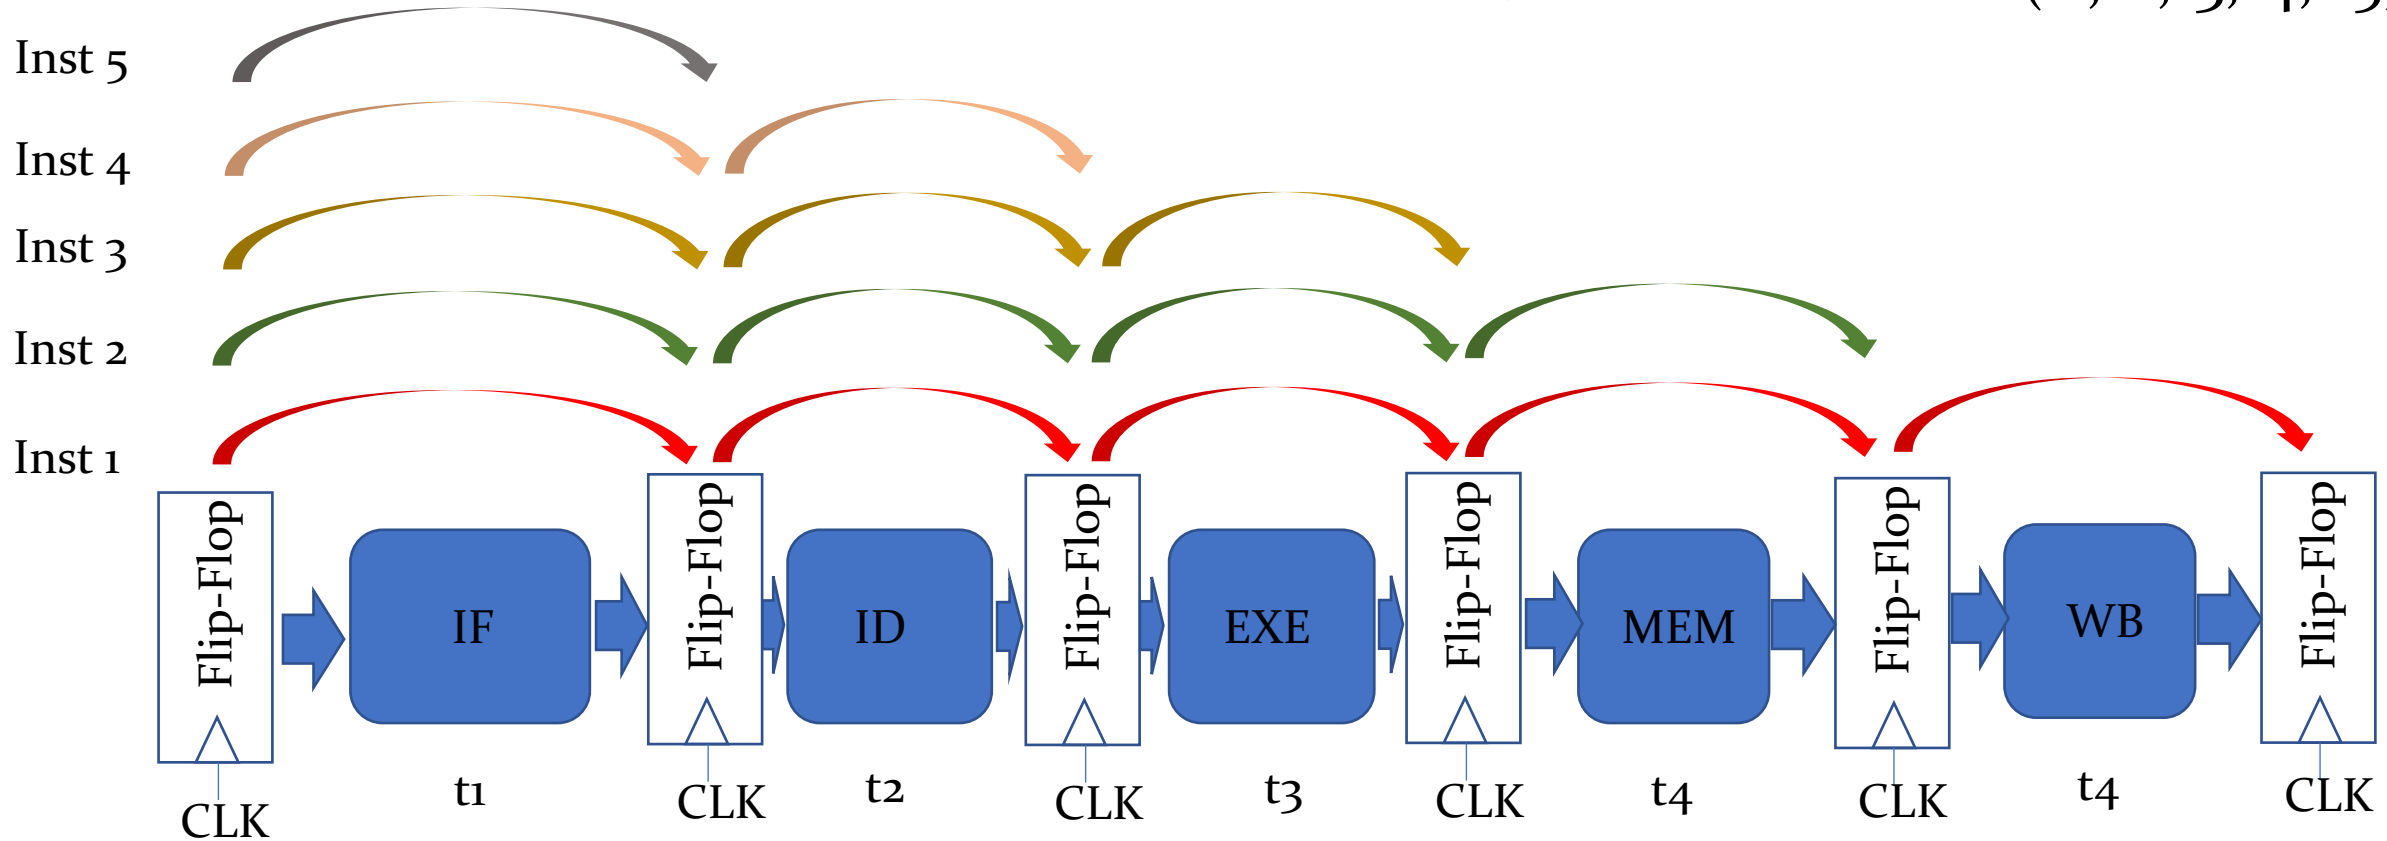 Inst 5
Inst 4
Inst 3
Inst 2
Inst 1
Flip-Flop
Flip-Flop
Flip-Flop
Flip-Flop
Flip-Flop
Flip-Flop
IF
ID
EXE
MEM
WB
t1
t2
t3
t4
t4
CLK
CLK
CLK
CLK
CLK
CLK